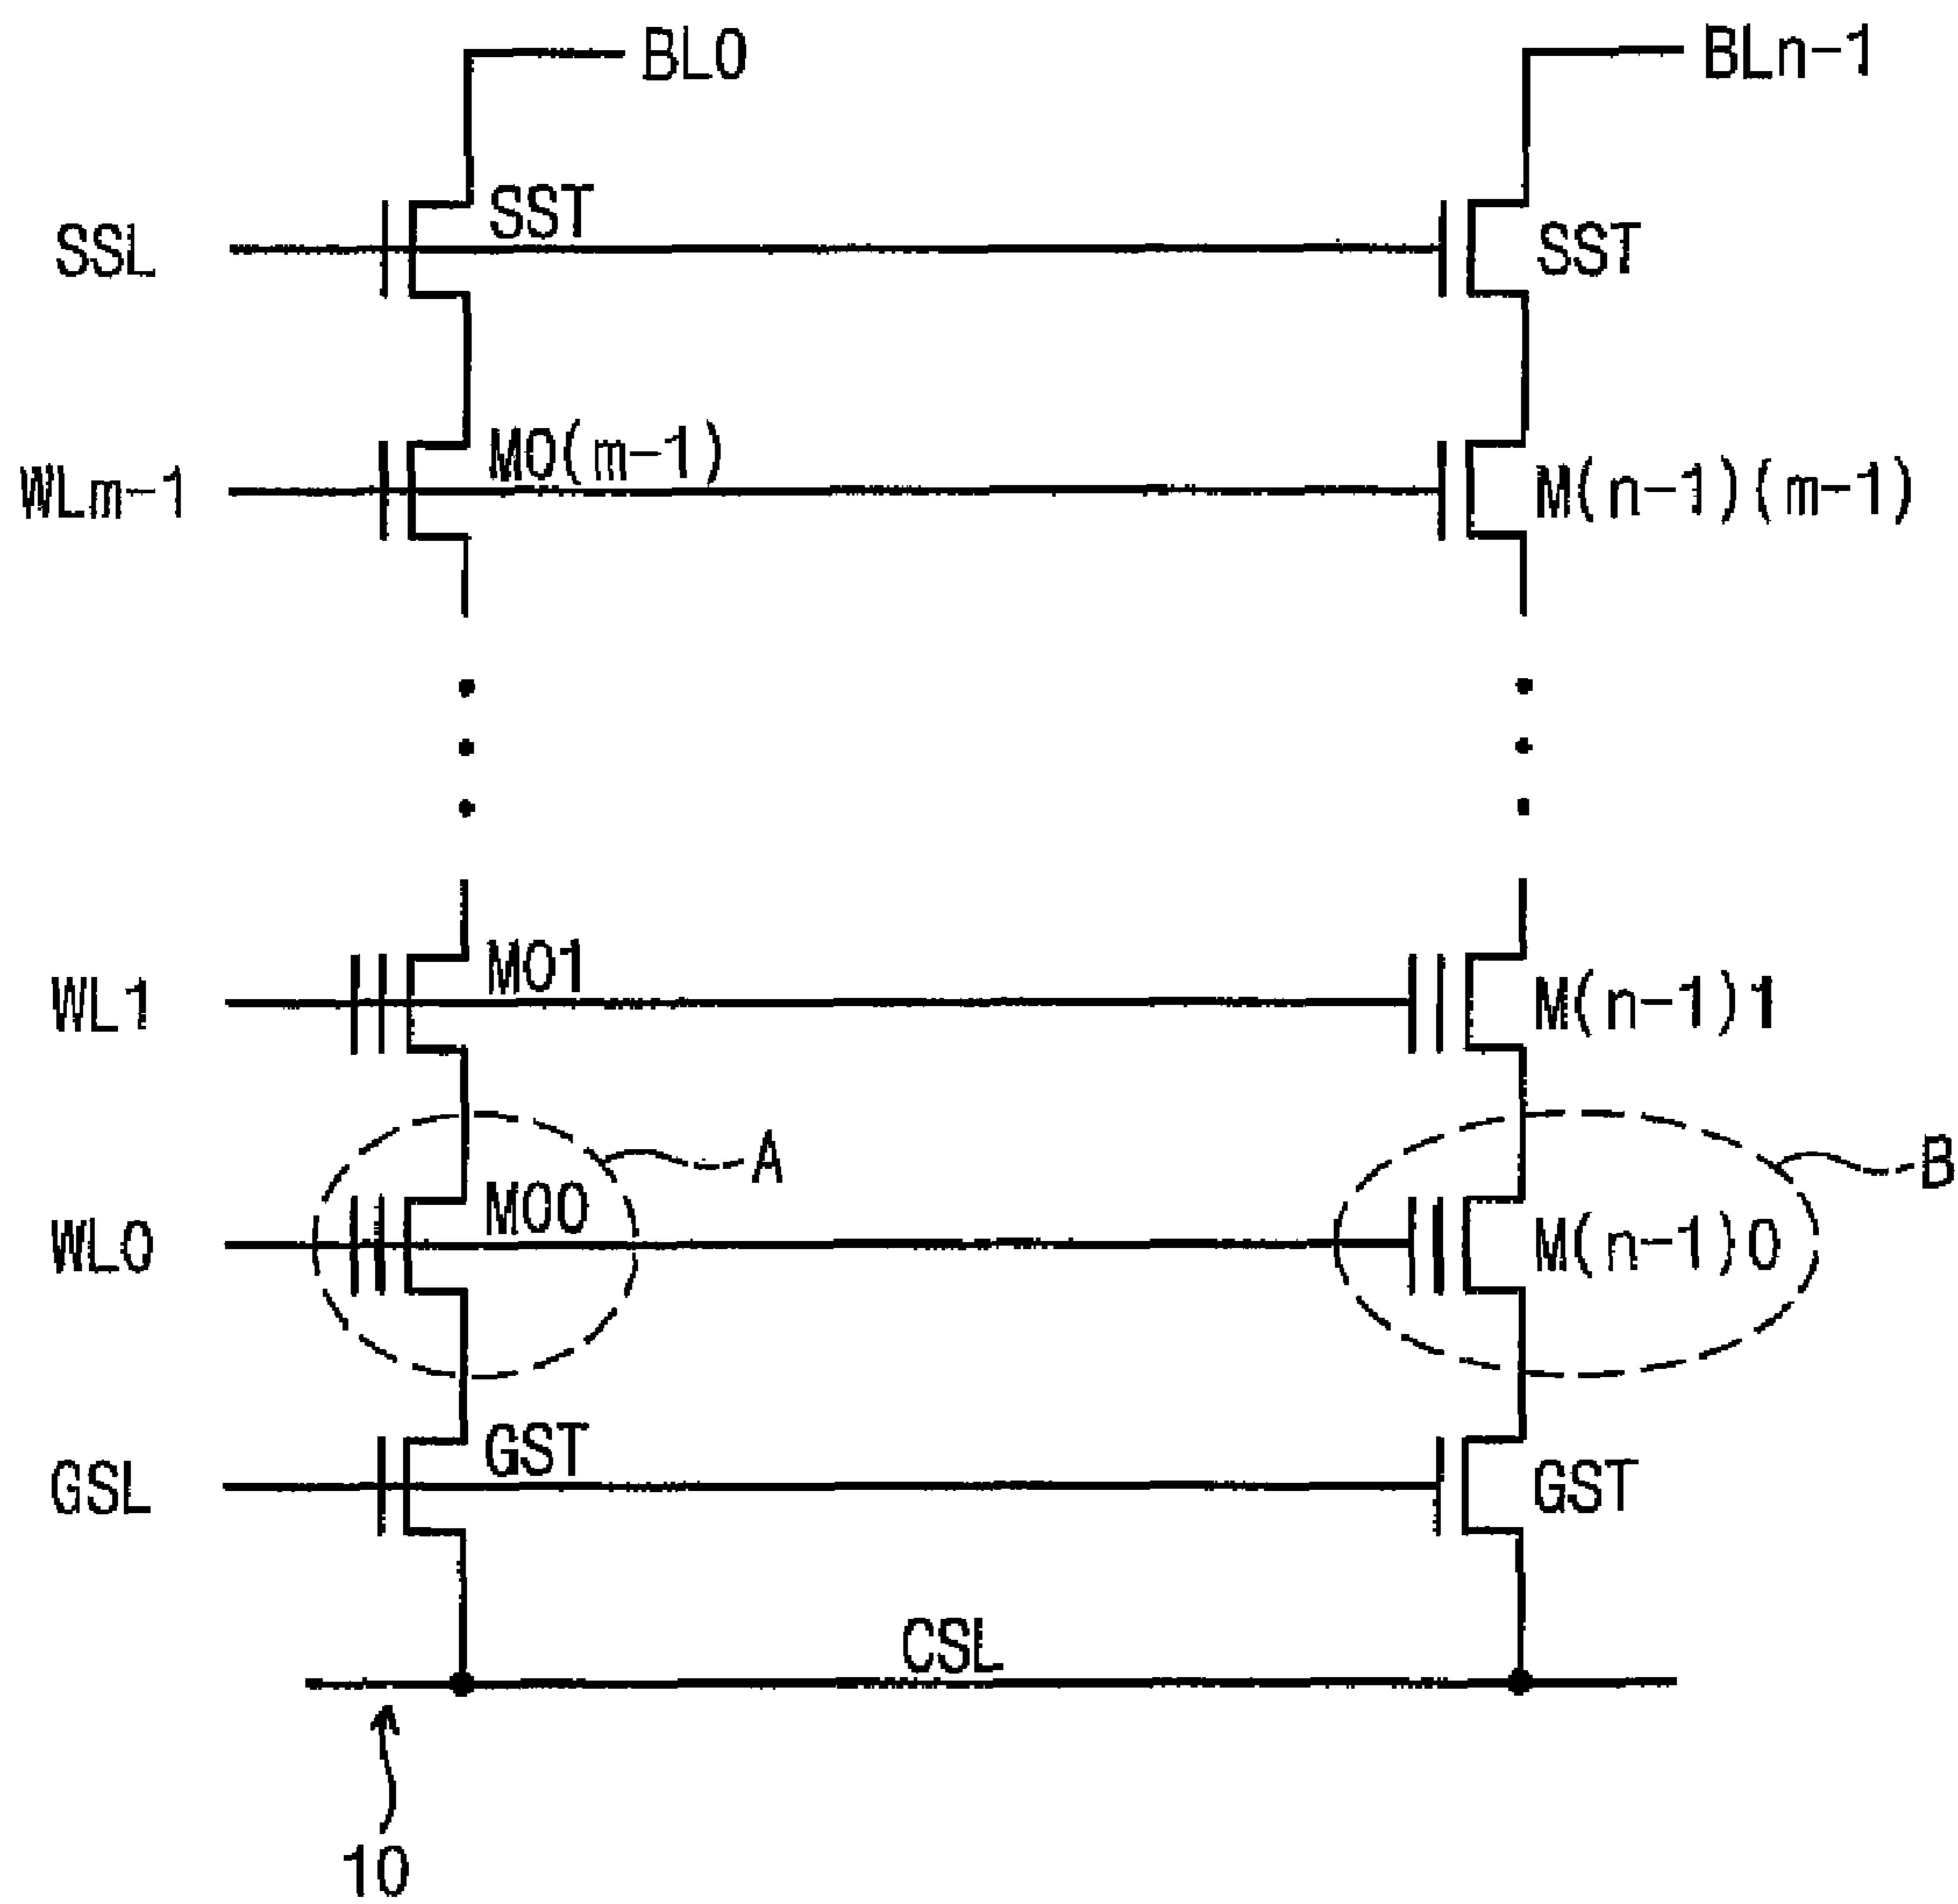 BL0 BLn-1
SSL SST SST
WLm-1 M0(m-1) M(n-1)(m-1)
WL1 M01 M(n-1)1
A B
WL0 M00 M(n-1)0
GSL GST GST
CSL
10